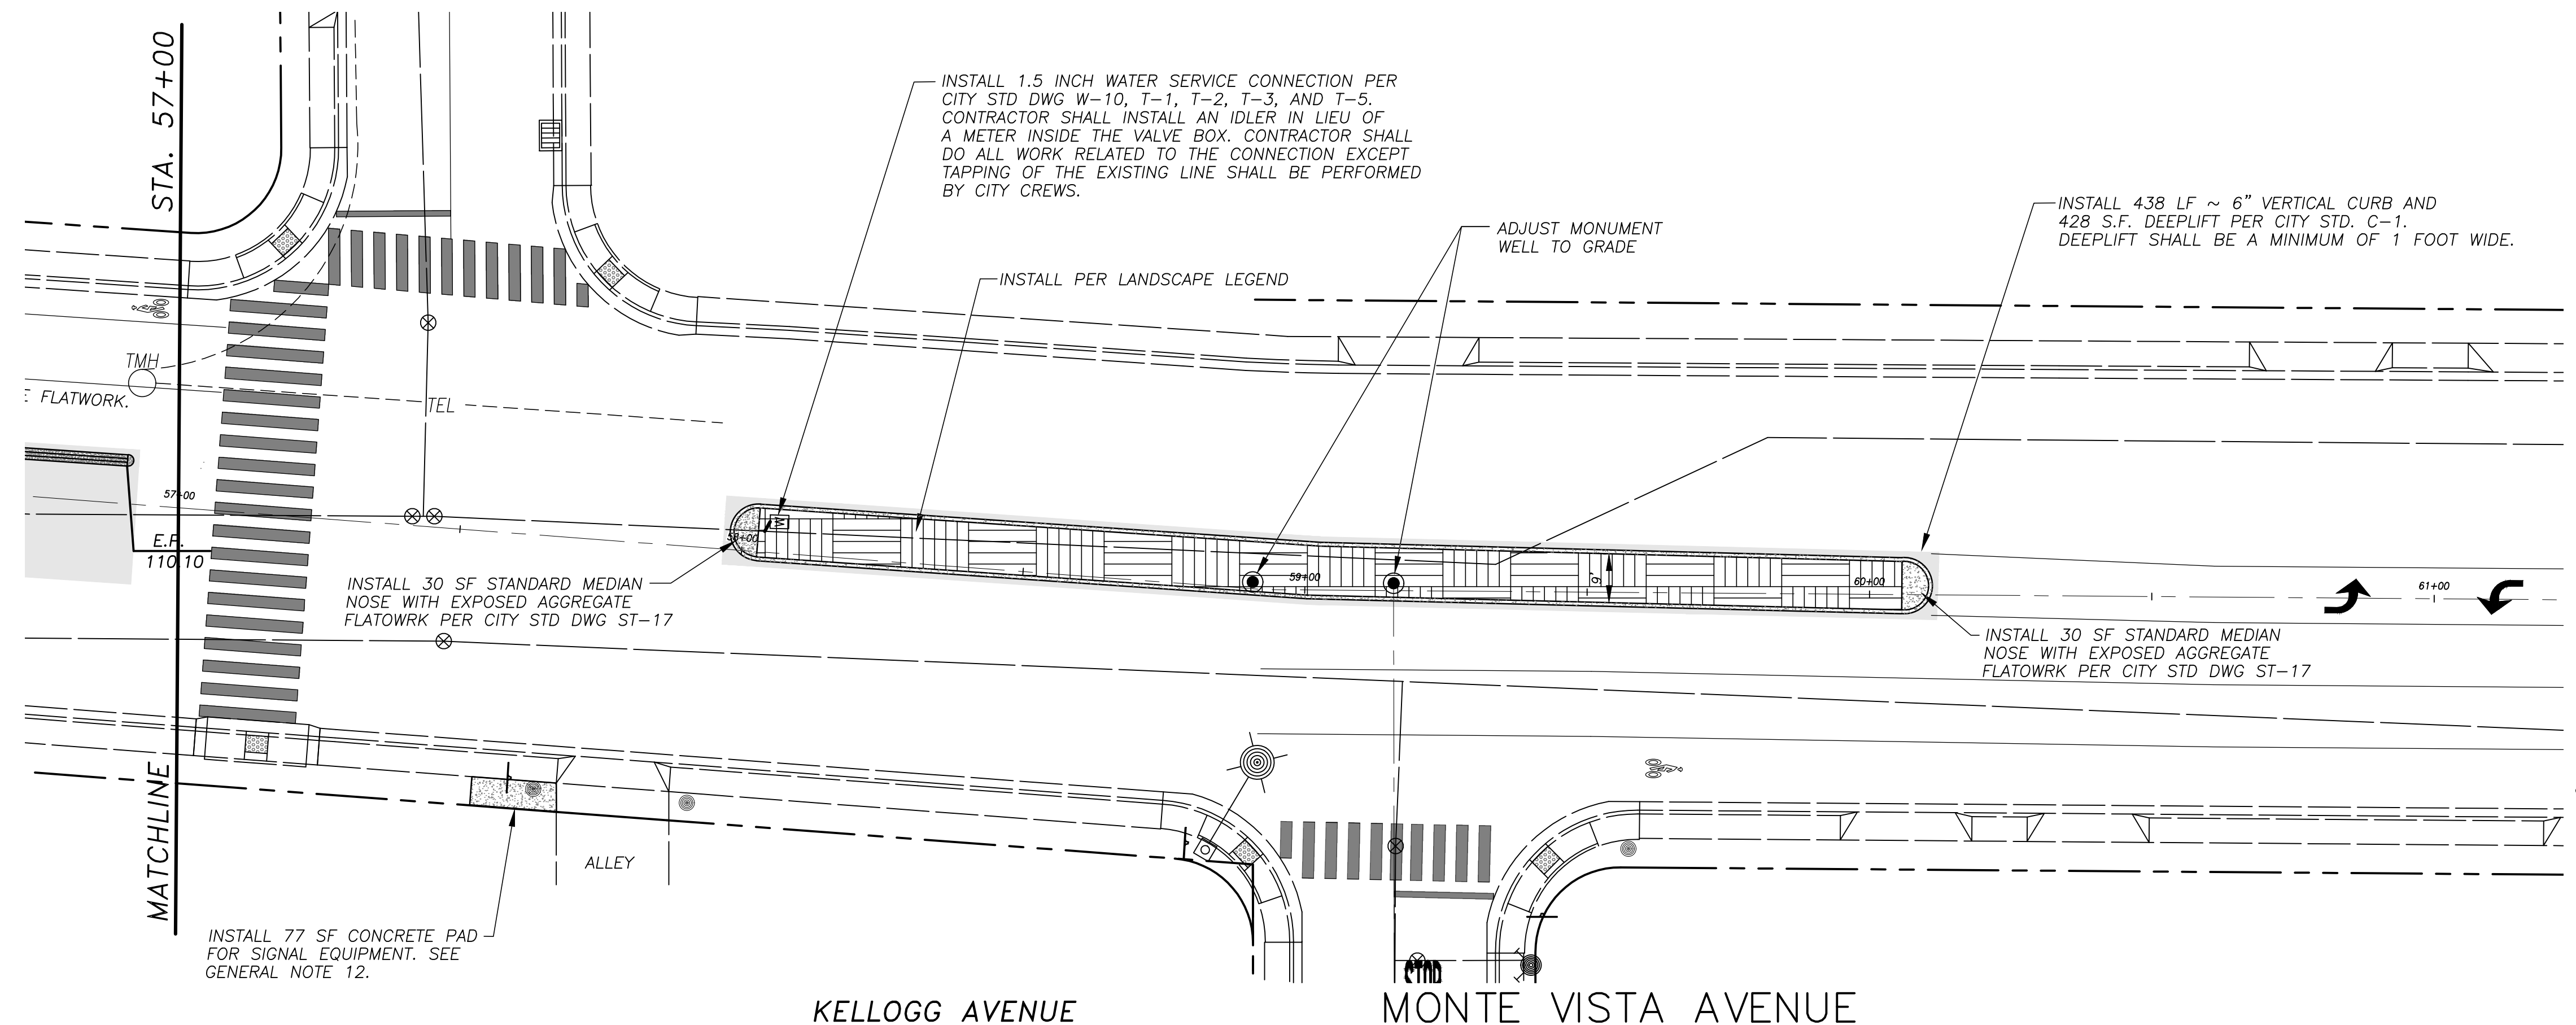 STA. 57+00
MATCHLINE
INSTALL 1.5 INCH WATER SERVICE CONNECTION PER
CITY STD DWG W-10, T-1, T-2, T-3, AND T-5.
CONTRACTOR SHALL INSTALL AN IDLER IN LIEU OF
A METER INSIDE THE VALVE BOX. CONTRACTOR SHALL
DO ALL WORK RELATED TO THE CONNECTION EXCEPT
TAPPING OF THE EXISTING LINE SHALL BE PERFORMED
BY CITY CREWS.
INSTALL 438 LF ~ 6" VERTICAL CURB AND
428 S.F. DEEPLIFT PER CITY STD. C-1.
DEEPLIFT SHALL BE A MINIMUM OF 1 FOOT WIDE.
ADJUST MONUMENT
WELL TO GRADE
INSTALL PER LANDSCAPE LEGEND
TMH
E FLATWORK.
TEL
57+00
E.P.
110.10
58+00
W
59+00
9'
60+00
61+00
INSTALL 30 SF STANDARD MEDIAN
NOSE WITH EXPOSED AGGREGATE
FLATOWRK PER CITY STD DWG ST-17
INSTALL 30 SF STANDARD MEDIAN
NOSE WITH EXPOSED AGGREGATE
FLATOWRK PER CITY STD DWG ST-17
ALLEY
INSTALL 77 SF CONCRETE PAD
FOR SIGNAL EQUIPMENT. SEE
GENERAL NOTE 12.
STOP
KELLOGG AVENUE
MONTE VISTA AVENUE